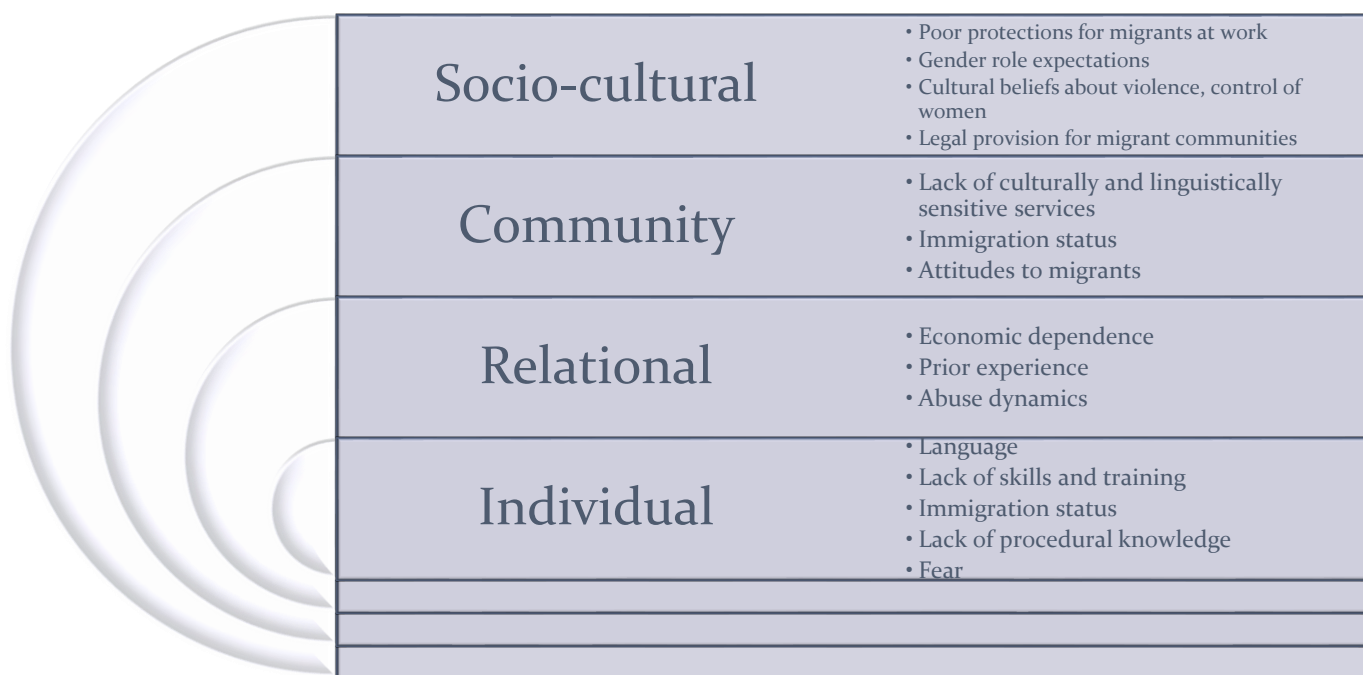 Socio-cultural
• Poor protections for migrants at work
• Gender role expectations
• Cultural beliefs about violence, control of
women
• Legal provision for migrant communities
Community
• Lack of culturally and linguistically
sensitive services
• Immigration status
• Attitudes to migrants
Relational
• Economic dependence
• Prior experience
• Abuse dynamics
Individual
• Language
• Lack of skills and training
• Immigration status
• Lack of procedural knowledge
• Fear